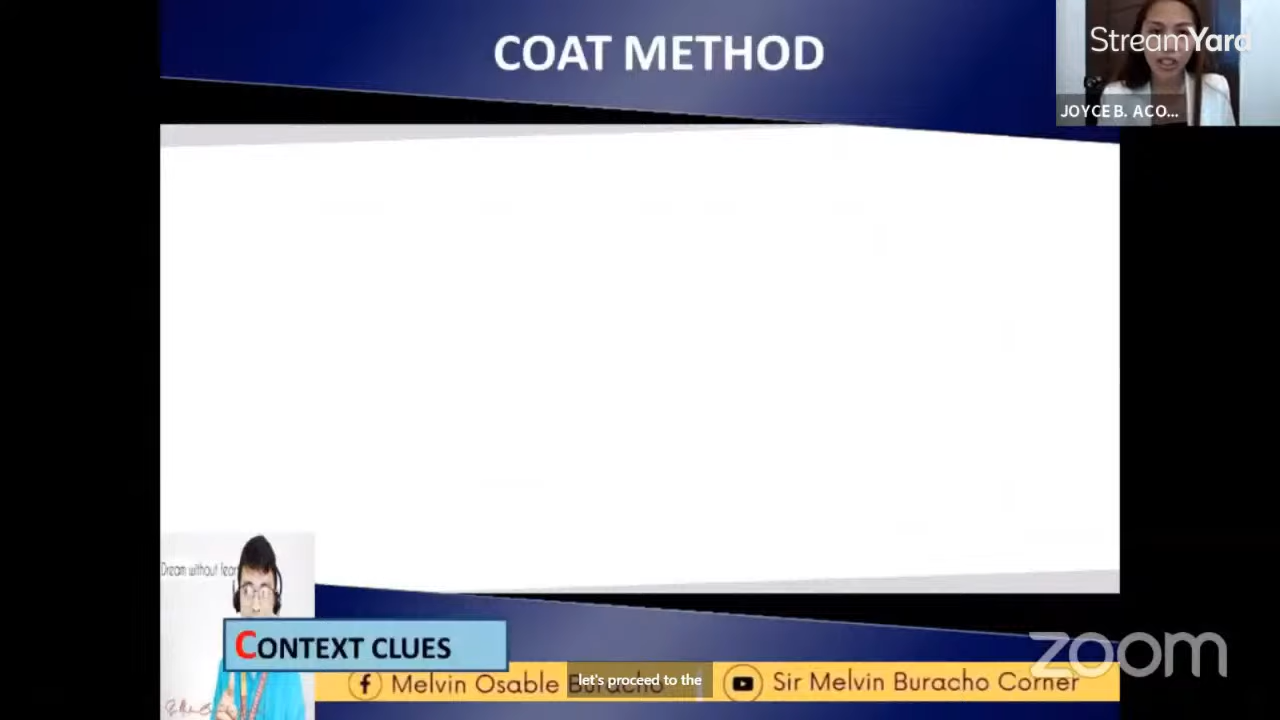 COAT METHOD
StreamYard
JOYCE B. ACO...
Dream without fear
CONTEXT CLUES
Melvin Osable Buracho
let's proceed to the
Sir Melvin Buracho Corner
zoom